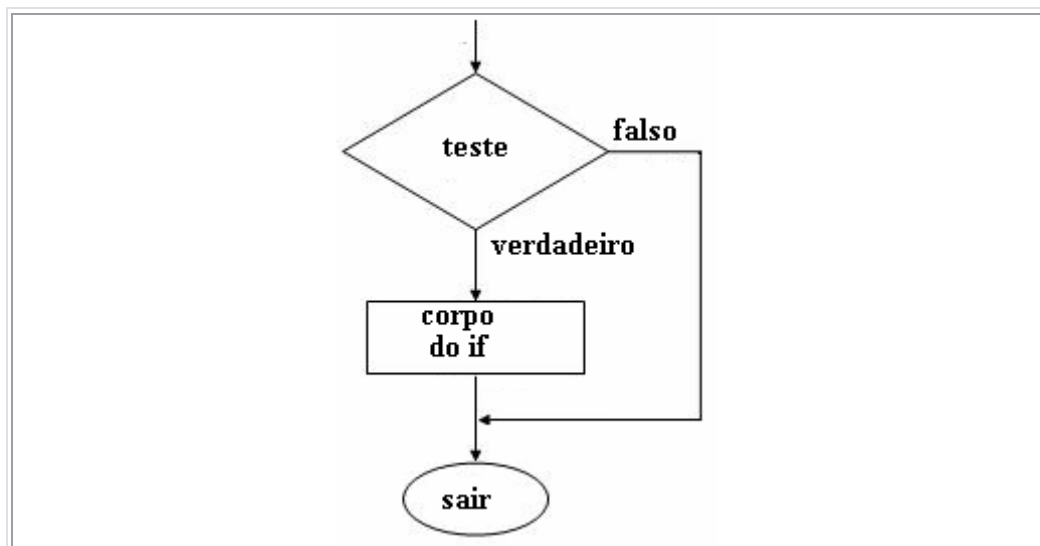 teste
falso
verdadeiro
corpo
do if
sair